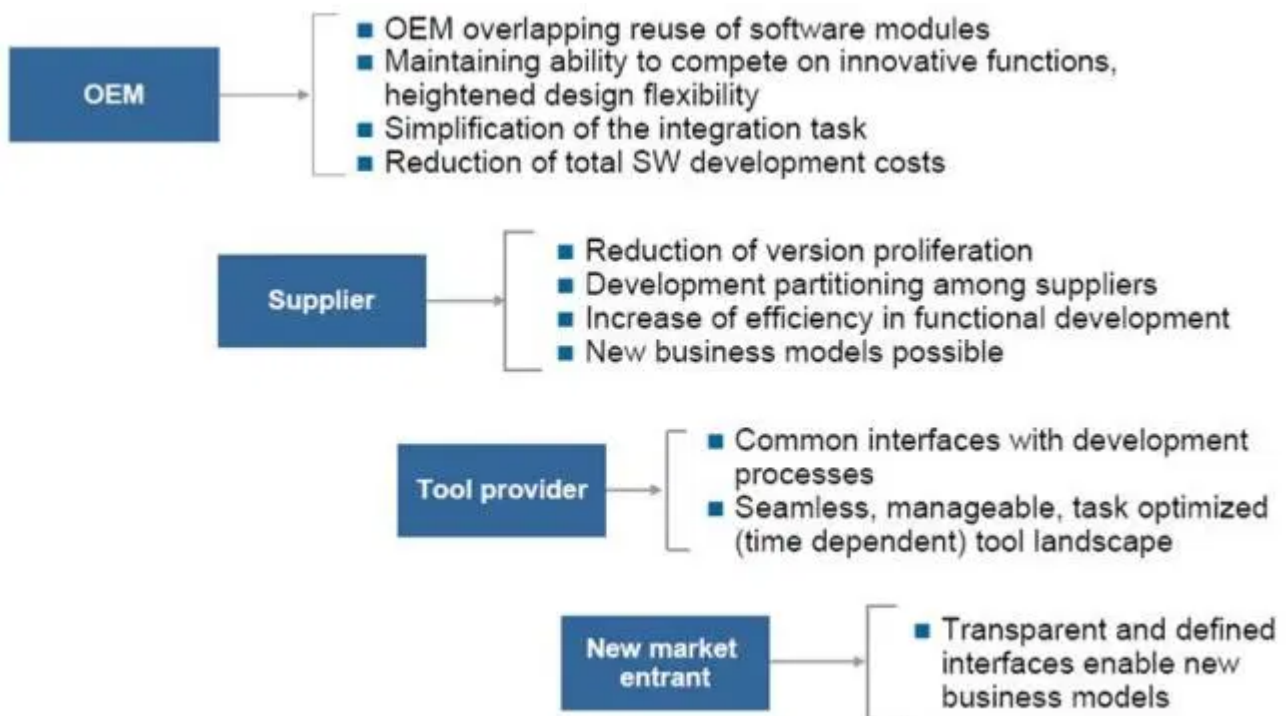 OEM
OEM overlapping reuse of software modules
Maintaining ability to compete on innovative functions,
heightened design flexibility
Simplification of the integration task
Reduction of total SW development costs
Supplier
Reduction of version proliferation
Development partitioning among suppliers
Increase of efficiency in functional development
New business models possible
Tool provider
Common interfaces with development
processes
Seamless, manageable, task optimized
(time dependent) tool landscape
New market
entrant
Transparent and defined
interfaces enable new
business models